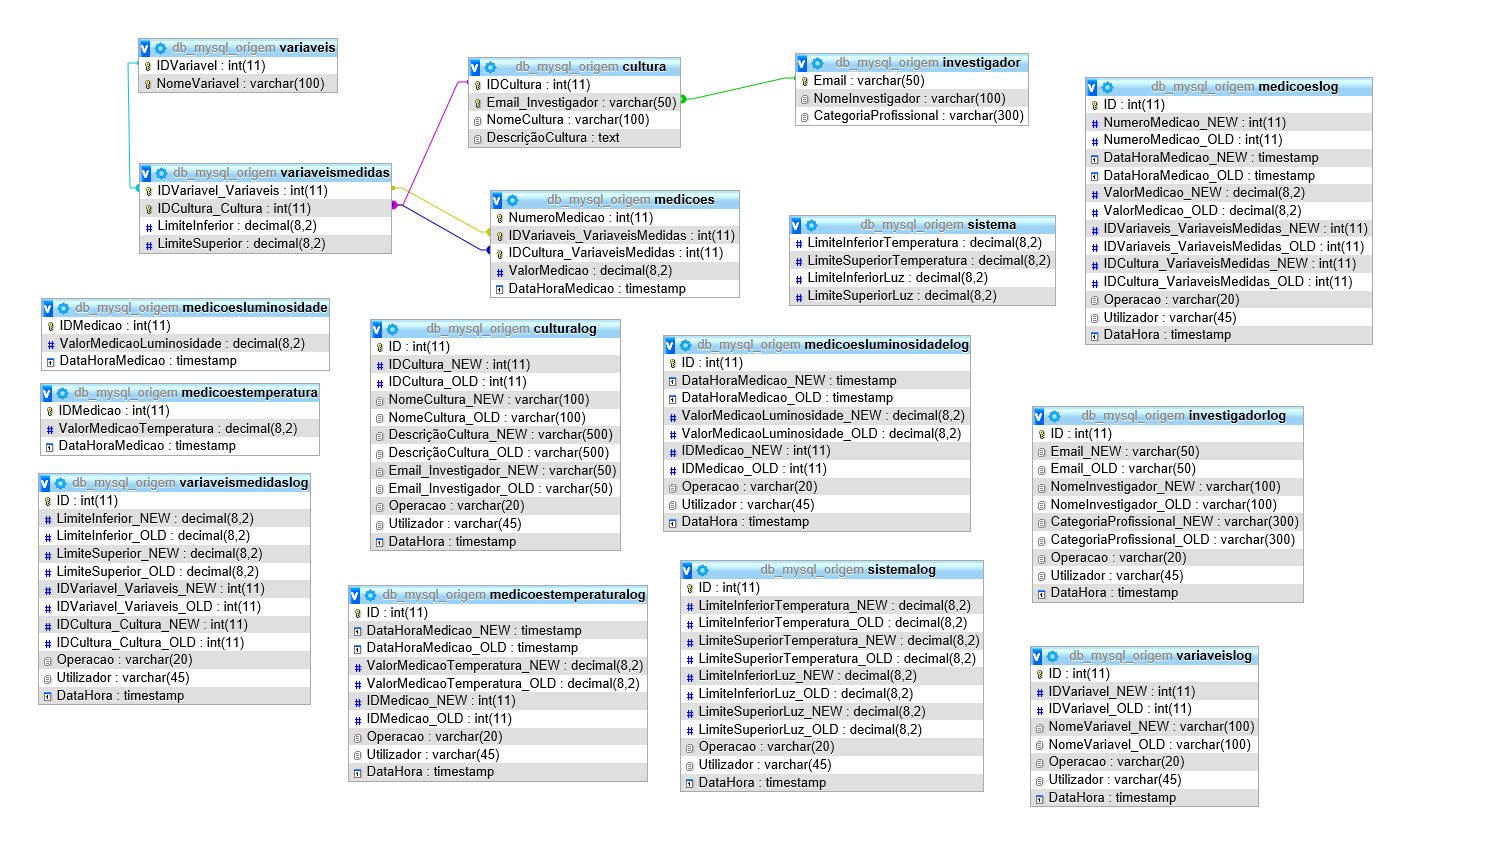 db_mysql_origem variaveis
IDVariavel : int(11)
NomeVariavel : varchar(100)
db_mysql_origem cultura
IDCultura : int(11)
Email_Investigador : varchar(50)
NomeCultura : varchar(100)
DescriçãoCultura : text
db_mysql_origem investigador
Email : varchar(50)
NomeInvestigador : varchar(100)
CategoriaProfissional : varchar(300)
db_mysql_origem medicoeslog
ID : int(11)
NumeroMedicao_NEW : int(11)
NumeroMedicao_OLD : int(11)
DataHoraMedicao_NEW : timestamp
DataHoraMedicao_OLD : timestamp
ValorMedicao_NEW : decimal(8,2)
ValorMedicao_OLD : decimal(8,2)
IDVariaveis_VariaveisMedidas_NEW : int(11)
IDVariaveis_VariaveisMedidas_OLD : int(11)
IDCultura_VariaveisMedidas_NEW : int(11)
IDCultura_VariaveisMedidas_OLD : int(11)
Operacao : varchar(20)
Utilizador : varchar(45)
DataHora : timestamp
db_mysql_origem variaveismedidas
IDVariavel_Variaveis : int(11)
IDCultura_Cultura : int(11)
LimiteInferior : decimal(8,2)
LimiteSuperior : decimal(8,2)
db_mysql_origem medicoes
NumeroMedicao : int(11)
IDVariaveis_VariaveisMedidas : int(11)
IDCultura_VariaveisMedidas : int(11)
ValorMedicao : decimal(8,2)
DataHoraMedicao : timestamp
db_mysql_origem sistema
LimiteInferiorTemperatura : decimal(8,2)
LimiteSuperiorTemperatura : decimal(8,2)
LimiteInferiorLuz : decimal(8,2)
LimiteSuperiorLuz : decimal(8,2)
db_mysql_origem medicoesluminosidade
IDMedicao : int(11)
ValorMedicaoLuminosidade : decimal(8,2)
DataHoraMedicao : timestamp
db_mysql_origem medicoestemperatura
IDMedicao : int(11)
ValorMedicaoTemperatura : decimal(8,2)
DataHoraMedicao : timestamp
db_mysql_origem variaveismedidaslog
ID : int(11)
LimiteInferior_NEW : decimal(8,2)
LimiteInferior_OLD : decimal(8,2)
LimiteSuperior_NEW : decimal(8,2)
LimiteSuperior_OLD : decimal(8,2)
IDVariavel_Variaveis_NEW : int(11)
IDVariavel_Variaveis_OLD : int(11)
IDCultura_Cultura_NEW : int(11)
IDCultura_Cultura_OLD : int(11)
Operacao : varchar(20)
Utilizador : varchar(45)
DataHora : timestamp
db_mysql_origem culturalog
ID : int(11)
IDCultura_NEW : int(11)
IDCultura_OLD : int(11)
NomeCultura_NEW : varchar(100)
NomeCultura_OLD : varchar(100)
DescriçãoCultura_NEW : varchar(500)
DescriçãoCultura_OLD : varchar(500)
Email_Investigador_NEW : varchar(50)
Email_Investigador_OLD : varchar(50)
Operacao : varchar(20)
Utilizador : varchar(45)
DataHora : timestamp
db_mysql_origem medicoesluminosidadelog
ID : int(11)
DataHoraMedicao_NEW : timestamp
DataHoraMedicao_OLD : timestamp
ValorMedicaoLuminosidade_NEW : decimal(8,2)
ValorMedicaoLuminosidade_OLD : decimal(8,2)
IDMedicao_NEW : int(11)
IDMedicao_OLD : int(11)
Operacao : varchar(20)
Utilizador : varchar(45)
DataHora : timestamp
db_mysql_origem investigadorlog
ID : int(11)
Email_NEW : varchar(50)
Email_OLD : varchar(50)
NomeInvestigador_NEW : varchar(100)
NomeInvestigador_OLD : varchar(100)
CategoriaProfissional_NEW : varchar(300)
CategoriaProfissional_OLD : varchar(300)
Operacao : varchar(20)
Utilizador : varchar(45)
DataHora : timestamp
db_mysql_origem medicoestemperaturalog
ID : int(11)
DataHoraMedicao_NEW : timestamp
DataHoraMedicao_OLD : timestamp
ValorMedicaoTemperatura_NEW : decimal(8,2)
ValorMedicaoTemperatura_OLD : decimal(8,2)
IDMedicao_NEW : int(11)
IDMedicao_OLD : int(11)
Operacao : varchar(20)
Utilizador : varchar(45)
DataHora : timestamp
db_mysql_origem sistemalog
ID : int(11)
LimiteInferiorTemperatura_NEW : decimal(8,2)
LimiteInferiorTemperatura_OLD : decimal(8,2)
LimiteSuperiorTemperatura_NEW : decimal(8,2)
LimiteSuperiorTemperatura_OLD : decimal(8,2)
LimiteInferiorLuz_NEW : decimal(8,2)
LimiteInferiorLuz_OLD : decimal(8,2)
LimiteSuperiorLuz_NEW : decimal(8,2)
LimiteSuperiorLuz_OLD : decimal(8,2)
Operacao : varchar(20)
Utilizador : varchar(45)
DataHora : timestamp
db_mysql_origem variaveislog
ID : int(11)
IDVariavel_NEW : int(11)
IDVariavel_OLD : int(11)
NomeVariavel_NEW : varchar(100)
NomeVariavel_OLD : varchar(100)
Operacao : varchar(20)
Utilizador : varchar(45)
DataHora : timestamp